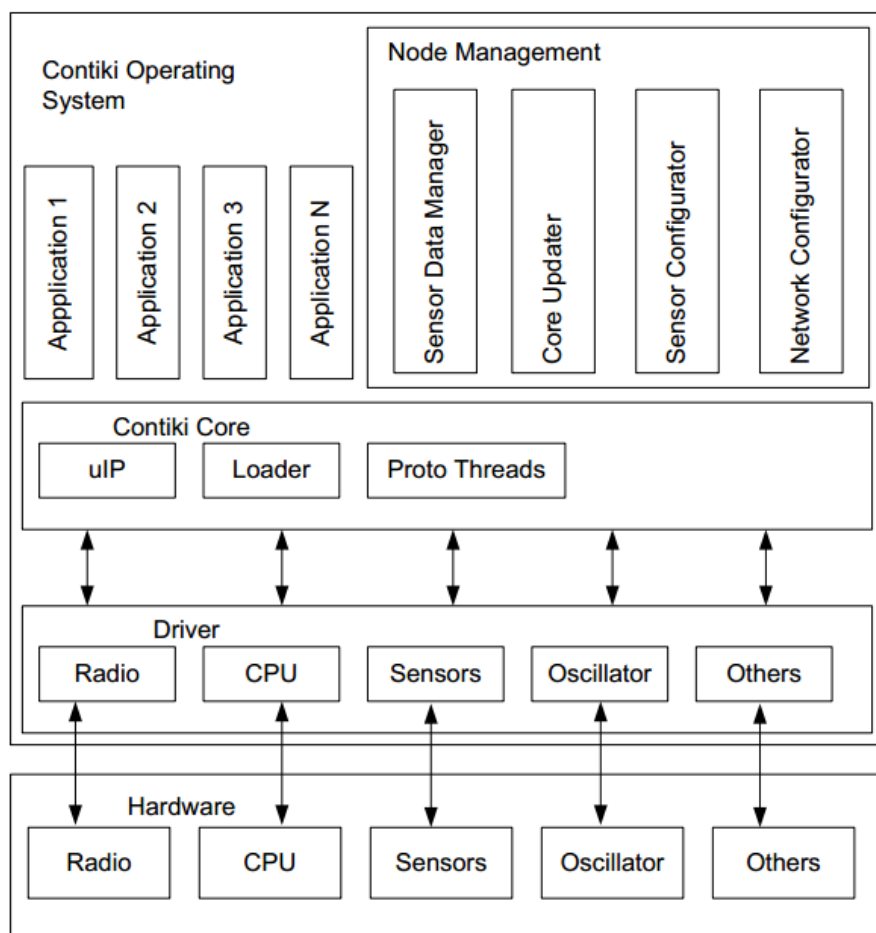 Contiki Operating
System
Node Management
Appplication 1
Application 2
Application 3
Application N
Sensor Data Manager
Core Updater
Sensor Configurator
Network Configurator
Contiki Core
uIP
Loader
Proto Threads
Driver
Radio
CPU
Sensors
Oscillator
Others
Hardware
Radio
CPU
Sensors
Oscillator
Others